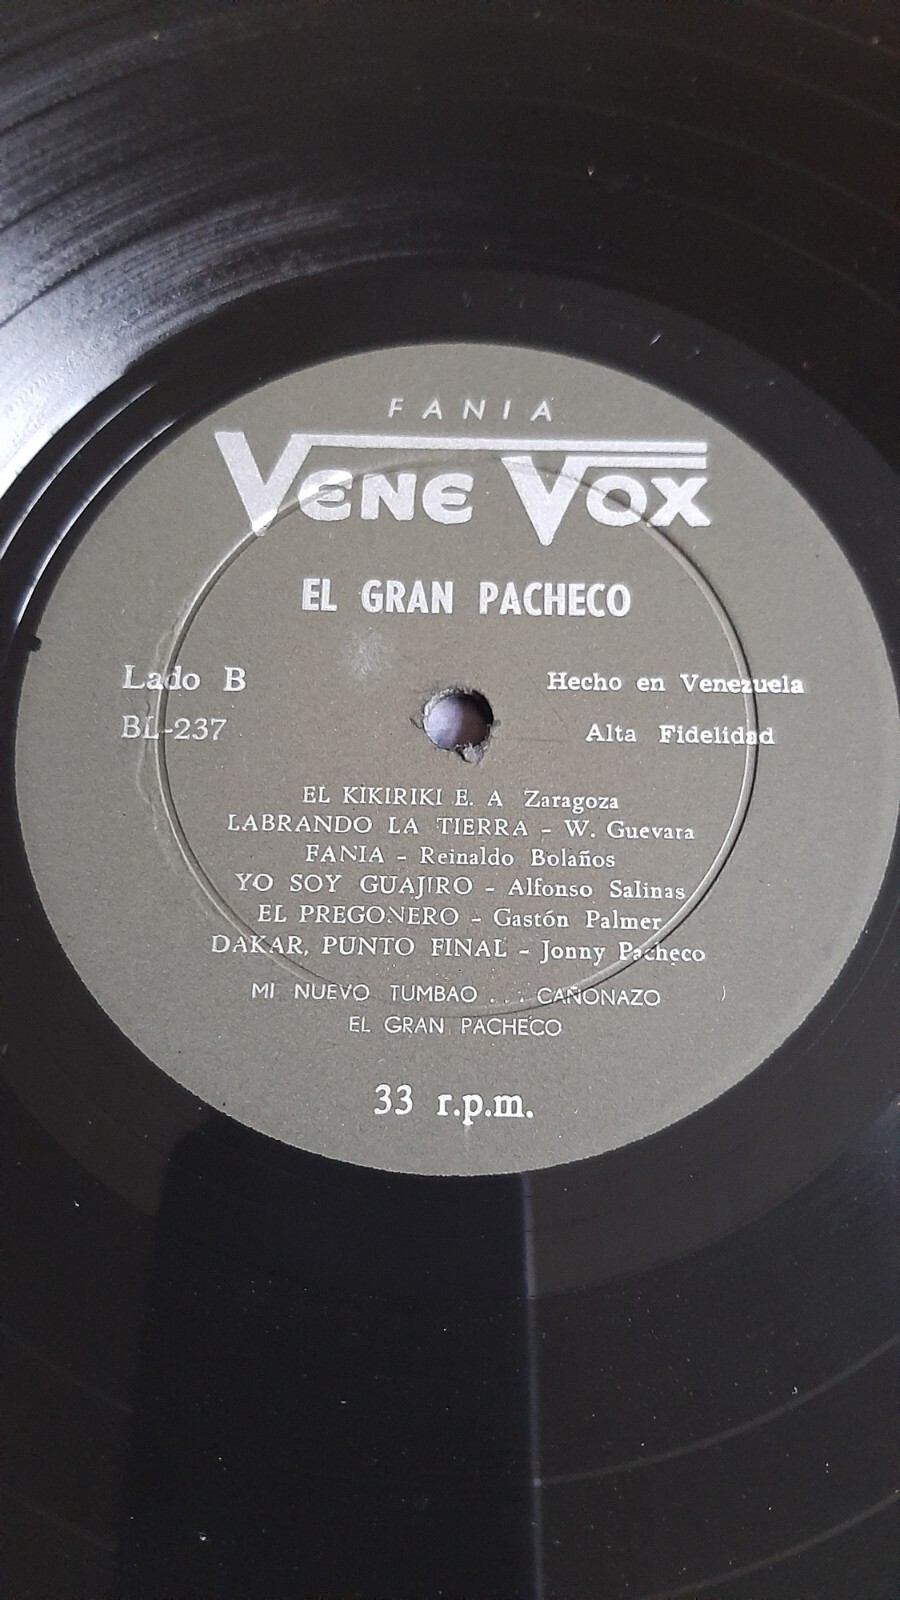 FANIA
VENE VOX
EL GRAN PACHECO
Lado B
Hecho en Venezuela
BL-237
Alta Fidelidad
EL KIKIRIKI E. A Zaragoza
LABRANDO LA TIERRA - W. Guevara
FANIA - Reinaldo Bolaños
YO SOY GUAJIRO - Alfonso Salinas
EL PREGONERO - Gastón Palmer
DAKAR, PUNTO FINAL - Jonny Pacheco
MI NUEVO TUMBAO . . . CAÑONAZO )
EL GRAN PACHECO
33 r.p.m.